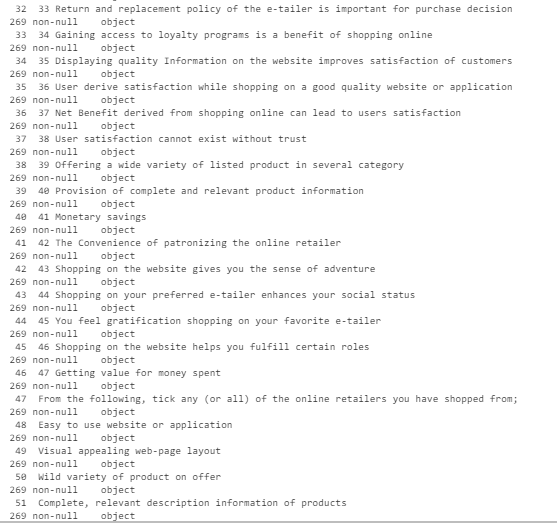 32 33 Return and replacement policy of the e-tailer is important for purchase decision
269 non-null object
33 34 Gaining access to loyalty programs is a benefit of shopping online
269 non-null object
34 35 Displaying quality Information on the website improves satisfaction of customers
269 non-null object
35 36 User derive satisfaction while shopping on a good quality website or application
269 non-null object
36 37 Net Benefit derived from shopping online can lead to users satisfaction
269 non-null object
37 38 User satisfaction cannot exist without trust
269 non-null object
38 39 Offering a wide variety of listed product in several category
269 non-null object
39 40 Provision of complete and relevant product information
269 non-null object
40 41 Monetary savings
269 non-null object
41 42 The Convenience of patronizing the online retailer
269 non-null object
42 43 Shopping on the website gives you the sense of adventure
269 non-null object
43 44 Shopping on your preferred e-tailer enhances your social status
269 non-null object
44 45 You feel gratification shopping on your favorite e-tailer
269 non-null object
45 46 Shopping on the website helps you fulfill certain roles
269 non-null object
46 47 Getting value for money spent
269 non-null object
47 From the following, tick any (or all) of the online retailers you have shopped from;
269 non-null object
48 Easy to use website or application
269 non-null object
49 Visual appealing web-page layout
269 non-null object
50 Wild variety of product on offer
269 non-null object
51 Complete, relevant description information of products
269 non-null object